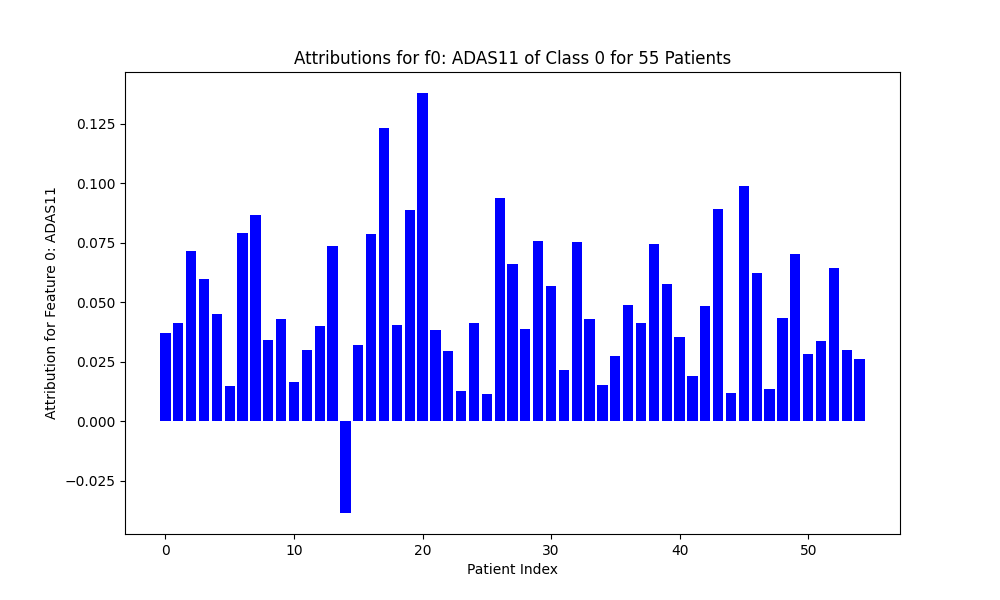 Attributions for f0: ADAS11 of Class 0 for 55 Patients
Attribution for Feature 0: ADAS11
0.125
0.100
0.075
0.050
0.025
0.000
−0.025
0 10 20 30 40 50
Patient Index